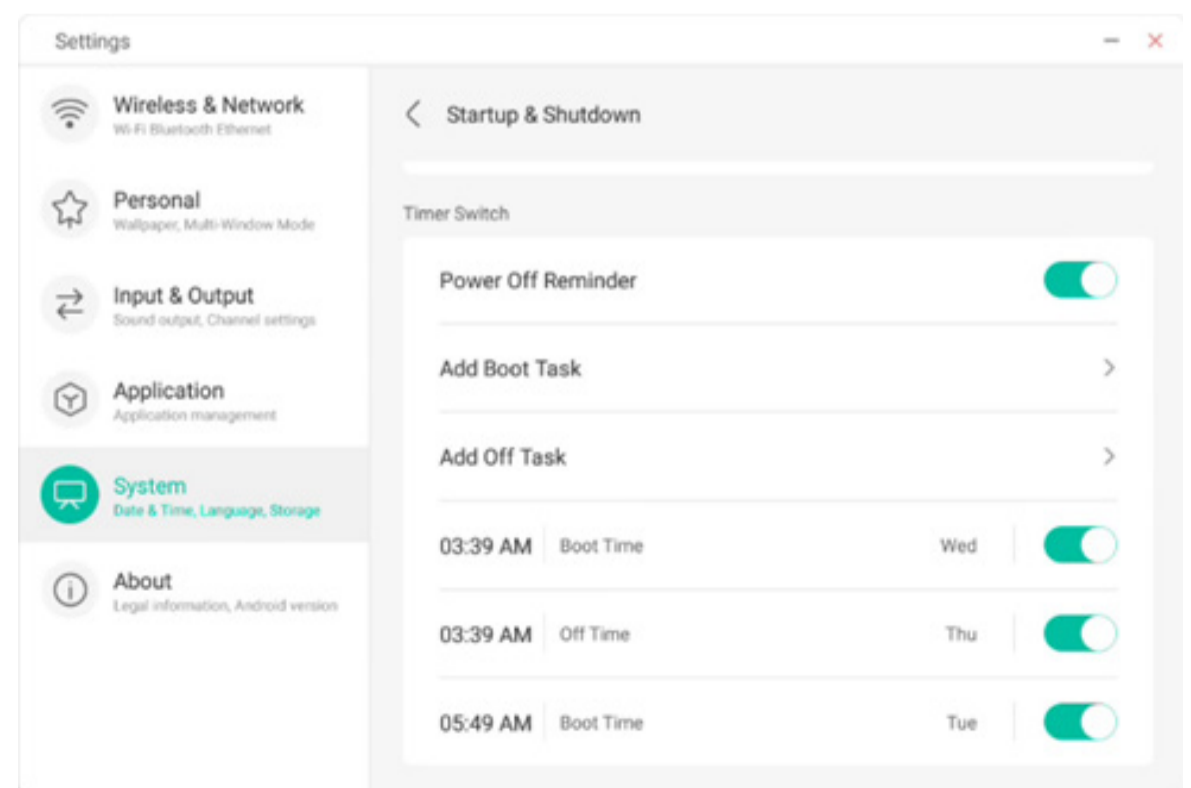 Settings
Wireless & Network
Wi-Fi Bluetooth Ethernet
Personal
Wallpaper, Multi-Window Mode
Input & Output
Sound output, Channel settings
Application
Application management
System
Date & Time, Language, Storage
About
Legal information, Android version
Startup & Shutdown
Timer Switch
Power Off Reminder
Add Boot Task
Add Off Task
03:39 AM Boot Time Wed
03:39 AM Off Time Thu
05:49 AM Boot Time Tue